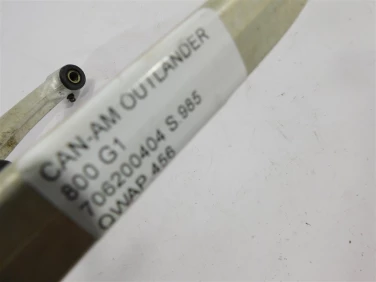 CAN-AM OUTLANDER
800 G1
706200404 S 985
QWAP 456